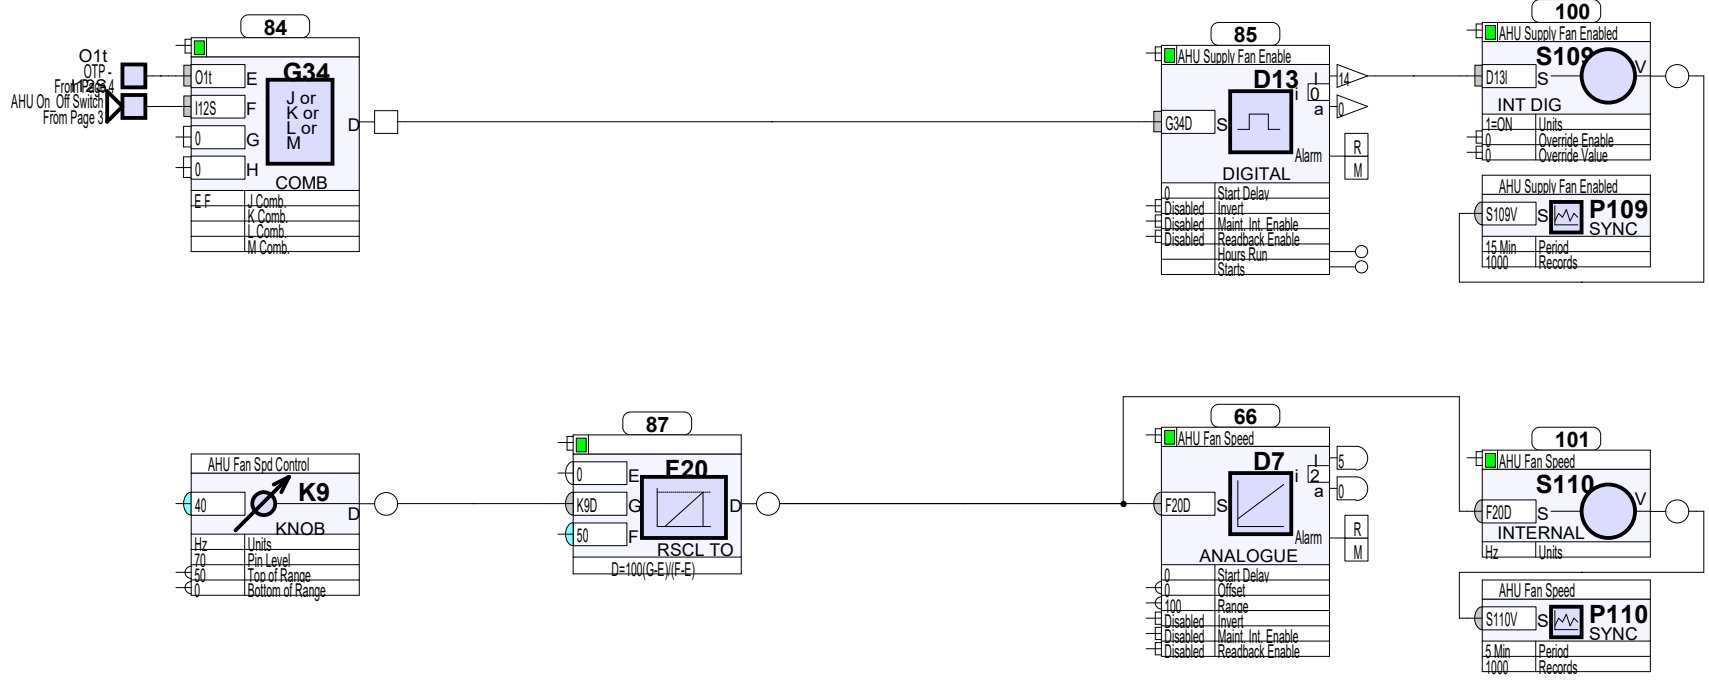 84
O1t
OTP -
From Page 4
I12S
AHU On_Off Switch
From Page 3
O1t E
I12S F
0 G
0 H
G34
J or
K or
L or
M
D
COMB
E F J Comb.
K Comb.
L Comb.
M Comb.
85
AHU Supply Fan Enable
D13
G34D S
I 14
i 0
a 0
Alarm R
M
DIGITAL
0 Start Delay
Disabled Invert
Disabled Maint. Int. Enable
Disabled Readback Enable
Hours Run
Starts
100
AHU Supply Fan Enabled
S109
D13I S V
INT DIG
1=ON Units
0 Override Enable
0 Override Value
AHU Supply Fan Enabled
S109V S P109
SYNC
15 Min Period
1000 Records
AHU Fan Spd Control
40 K9
D
KNOB
Hz Units
70 Pin Level
50 Top of Range
0 Bottom of Range
87
F20
0 E
K9D G D
50 F
RSCL TO
D=100(G-E)/(F-E)
66
AHU Fan Speed
D7
F20D S
I 5
i 2
a 0
Alarm R
M
ANALOGUE
0 Start Delay
0 Offset
100 Range
Disabled Invert
Disabled Maint. Int. Enable
Disabled Readback Enable
101
AHU Fan Speed
S110
F20D S V
INTERNAL
Hz Units
AHU Fan Speed
S110V S P110
SYNC
5 Min Period
1000 Records